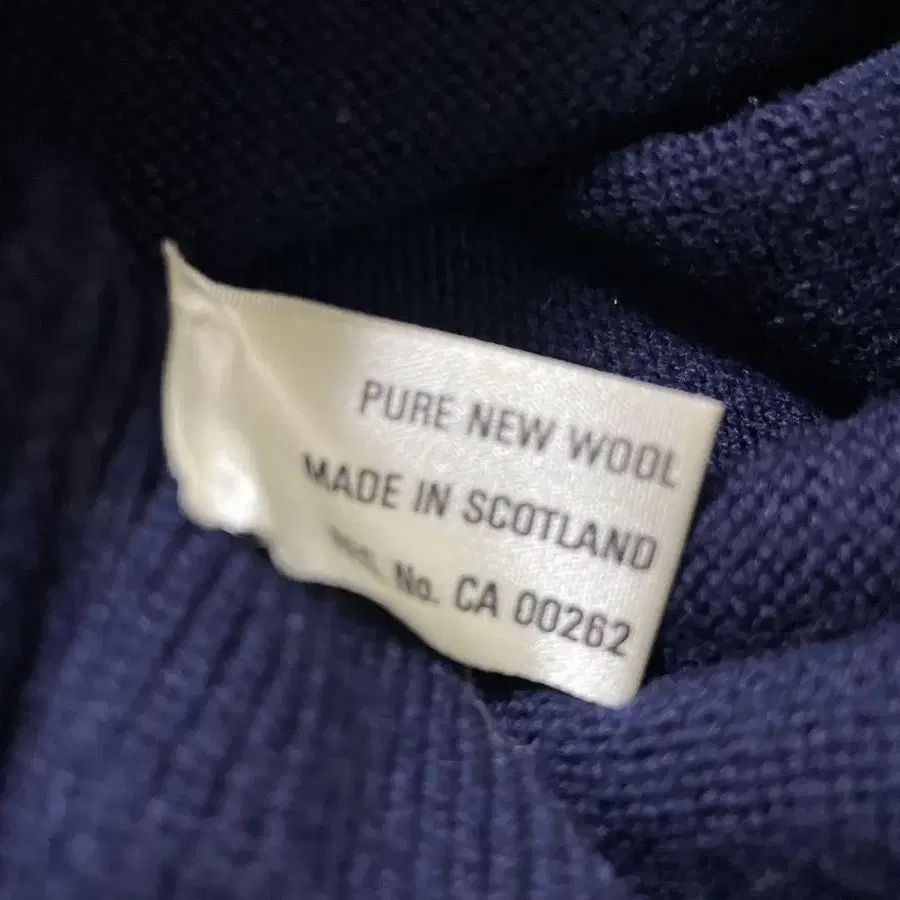 PURE NEW WOOL
MADE IN SCOTLAND
No. CA 00262